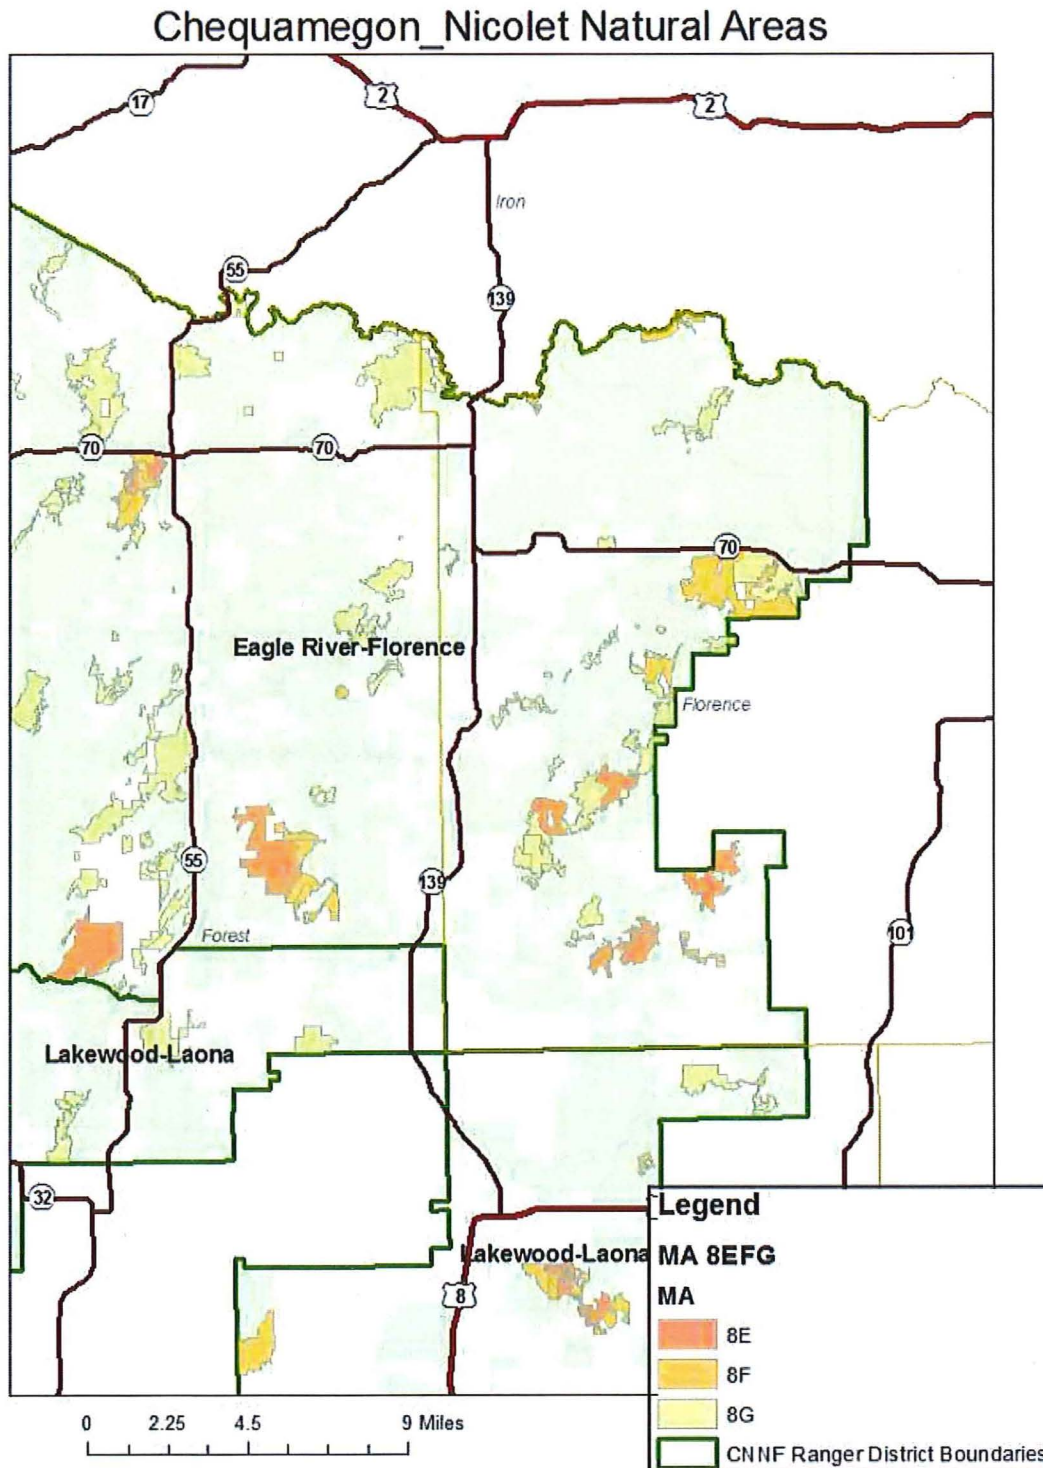 Chequamegon_Nicolet Natural Areas
17
2
2
Iron
55
139
70
70
70
Eagle River-Florence
Florence
55
139
101
Forest
Lakewood-Laona
32
Lakewood-Laona
8
Legend
MA 8EFG
MA
8E
8F
8G
CNNF Ranger District Boundaries
0 2.25 4.5 9 Miles